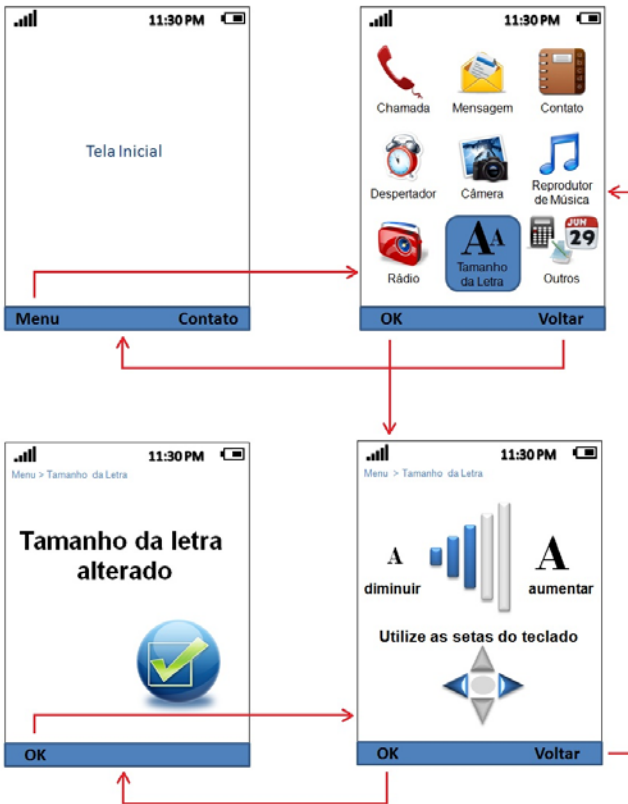 11:30 PM
Tela Inicial
Menu Contato
11:30 PM
Chamada Mensagem Contato
Despertador Câmera Reprodutor
de Música
JUN
29
AA
Rádio Tamanho
da Letra Outros
OK Voltar
11:30 PM
Menu > Tamanho da Letra
Tamanho da letra
alterado
OK
11:30 PM
Menu > Tamanho da Letra
A A
diminuir aumentar
Utilize as setas do teclado
OK Voltar